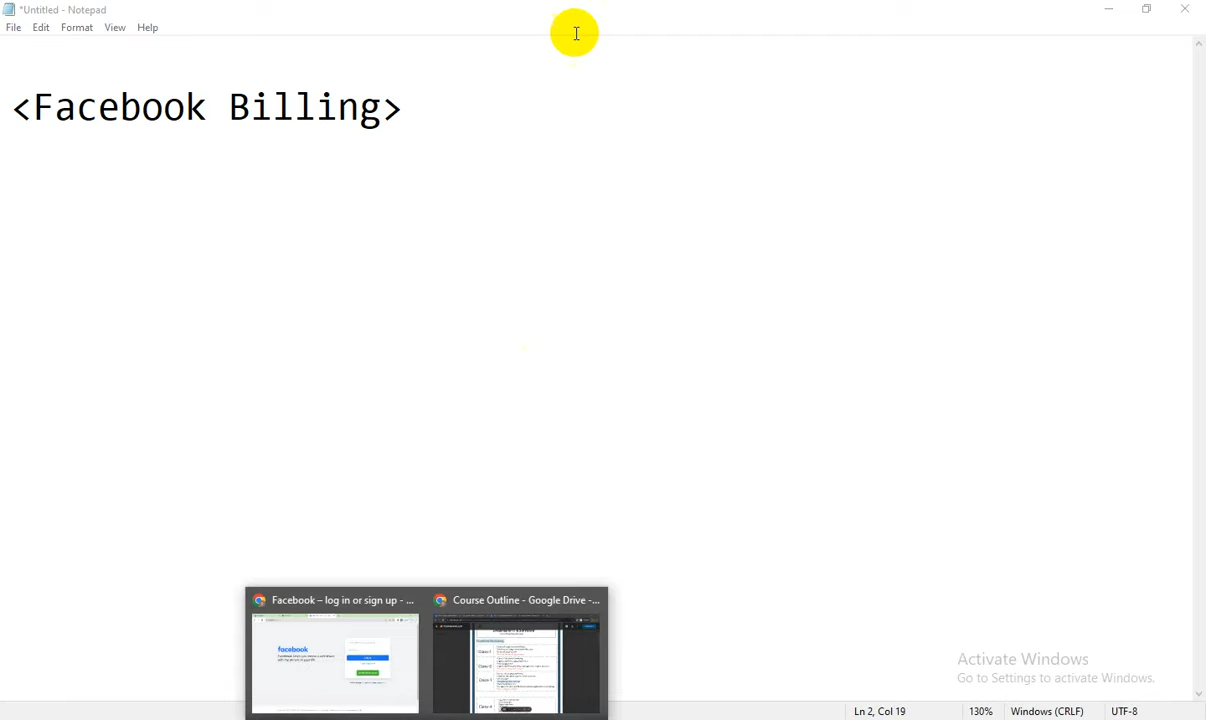 *Untitled - Notepad
File Edit Format View Help
<Facebook Billing>
Facebook – log in or sign up - ...
Course Outline - Google Drive -...
facebook
Activate Windows
Go to Settings to activate Windows.
Ln 2, Col 19
130%
Windows (CRLF)
UTF-8